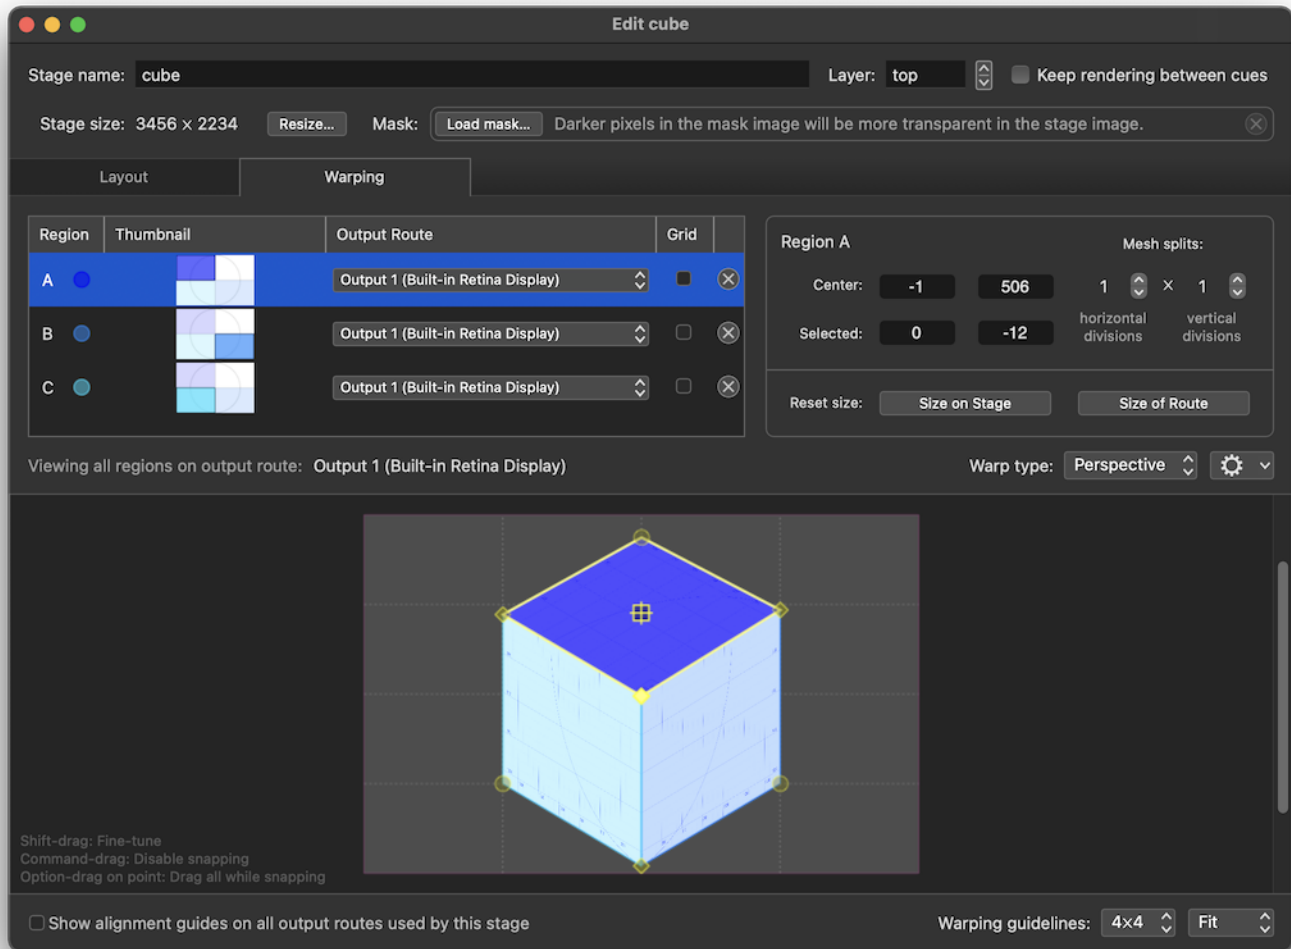 Edit cube
Stage name: cube Layer: top Keep rendering between cues
Stage size: 3456 × 2234 Resize... Mask: Load mask... Darker pixels in the mask image will be more transparent in the stage image.
Layout Warping
Region Thumbnail Output Route Grid
A Output 1 (Built-in Retina Display)
B Output 1 (Built-in Retina Display)
C Output 1 (Built-in Retina Display)
Region A Mesh splits:
Center: -1 506 1 × 1
horizontal divisions vertical divisions
Selected: 0 -12
Reset size: Size on Stage Size of Route
Viewing all regions on output route: Output 1 (Built-in Retina Display) Warp type: Perspective
Shift-drag: Fine-tune
Command-drag: Disable snapping
Option-drag on point: Drag all while snapping
Show alignment guides on all output routes used by this stage Warping guidelines: 4×4 Fit